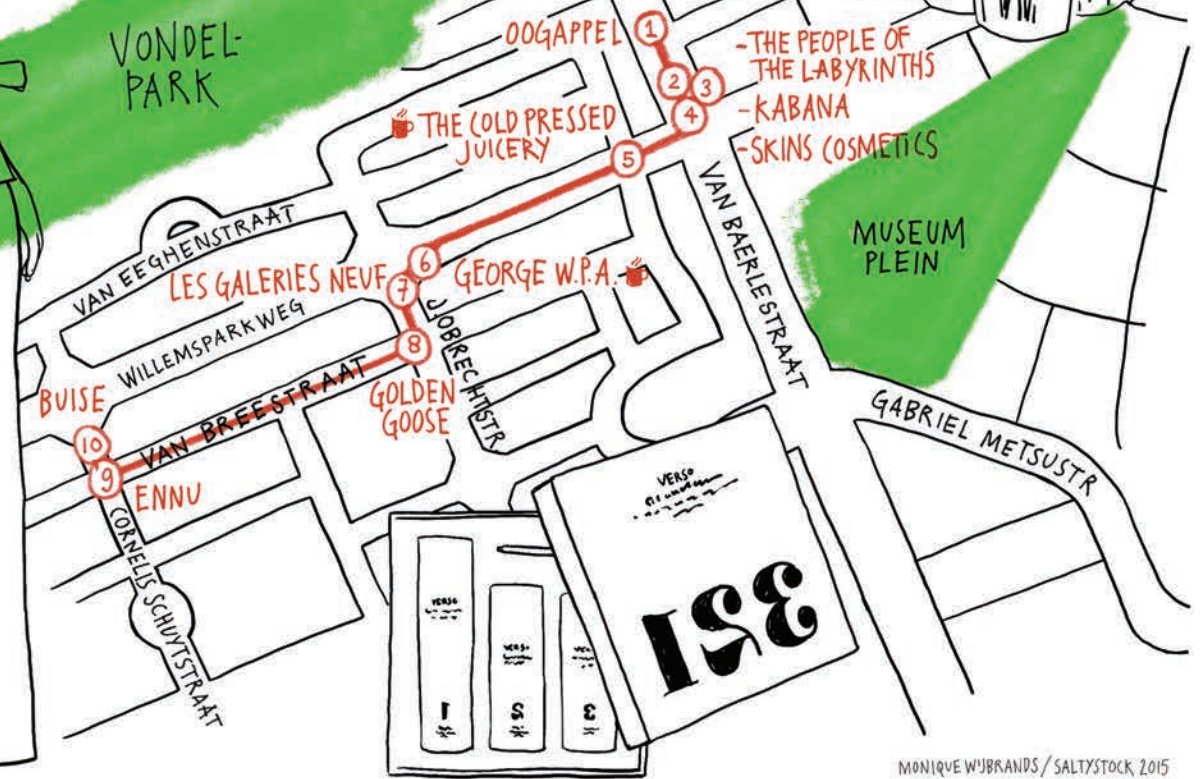 VONDEL-
PARK
OOGAPPEL
1
2
3
4
-THE PEOPLE OF
THE LABYRINTHS
-KABANA
-SKINS COSMETICS
THE COLD PRESSED
JUICERY
5
VAN EEGHENSTRAAT
VAN BAERLESTRAAT
MUSEUM
PLEIN
6
GEORGE W.P.A.
LES GALERIES NEUF
7
WILLEMSPARKWEG
JOBRECHTSTR.
8
GOLDEN
GOOSE
VAN BREESTRAAT
BUISE
10
9
ENNU
GABRIEL METSUSTR
CORNELIS SCHUYTSTRAAT
VERSO
VERSO
1
VERSO
2
3
MONIQUE WIJBRANDS / SALTYSTOCK 2015